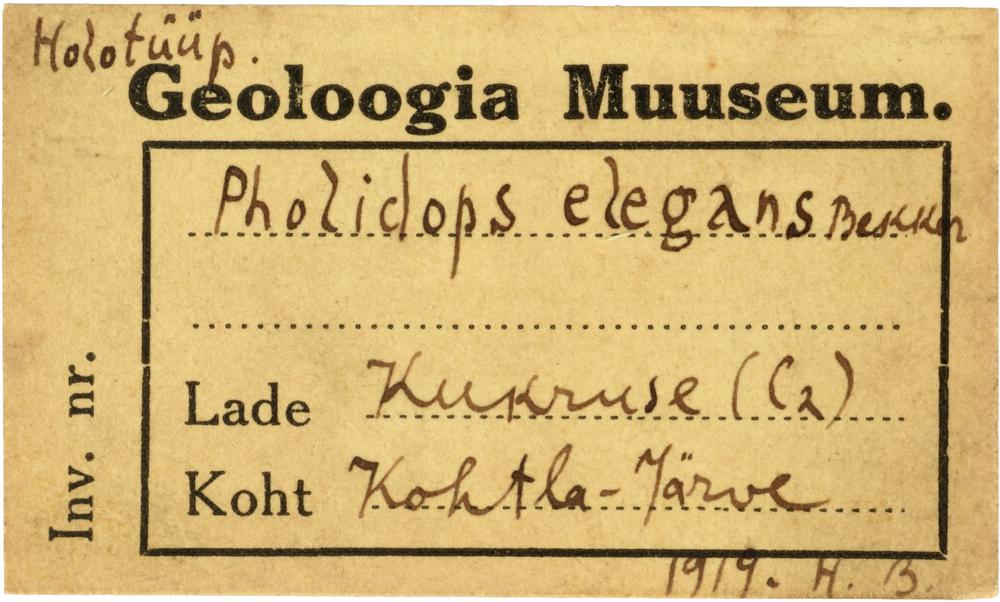 Holotüüp.
Geoloogia Muuseum.
Pholidops elegans Bekker
Lade Kukruse (C2)
Koht Kohtla-Järve
Inv. nr.
1919. H. B.